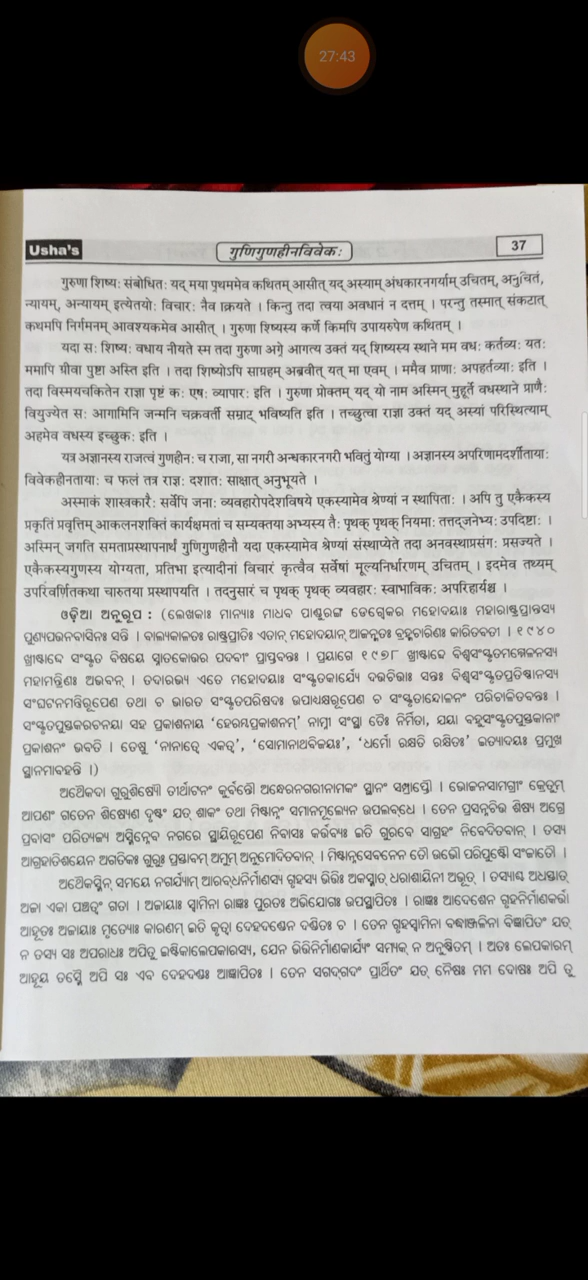 27:43
Usha's
गुणिगुणहीनविवेकः
37
गुरुणा शिष्यः संबोधितः यद् मया पृथममेव कथितम् आसीत् यद् अस्याम् अंधकारनगर्याम् उचितम्, अनुचितं,
न्यायम्, अन्यायम् इत्येतयोः विचारः नैव क्रियते । किन्तु तदा त्वया अवधानं न दत्तम् । परन्तु तस्मात् संकटात्
कथमपि निर्गमनम् आवश्यकमेव आसीत् । गुरुणा शिष्यस्य कर्णे किमपि उपायरुपेण कथितम् ।
यदा सः शिष्यः वधाय नीयते स्म तदा गुरुणा अग्रे आगत्य उक्तं यद् शिष्यस्य स्थाने मम वधः कर्तव्यः यतः
ममापि ग्रीवा पुष्टा अस्ति इति । तदा शिष्योऽपि साग्रहम् अब्रवीत् यत् मा एवम् । ममैव प्राणाः अपहर्तव्याः इति ।
तदा विस्मयचकितेन राज्ञा पृष्टं कः एषः व्यापारः इति । गुरुणा प्रोक्तम् यद् यो नाम अस्मिन् मुहूर्ते वधस्थाने प्राणैः
वियुज्येत सः आगामिनि जन्मनि चक्रवर्ती सम्राट् भविष्यति इति । तच्छुत्वा राज्ञा उक्तं यद् अस्यां परिस्थित्याम्
अहमेव वधस्य इच्छुकः इति ।
यत्र अज्ञानस्य राजत्वं गुणहीनः च राजा, सा नगरी अन्धकारनगरी भवितुं योग्या । अज्ञानस्य अपरिणामदर्शीतायाः
विवेकहीनतायाः च फलं तत्र राज्ञः दशातः साक्षात् अनुभूयते ।
अस्माकं शास्त्रकारैः सर्वेपि जनाः व्यवहारोपदेशविषये एकस्यामेव श्रेण्यां न स्थापिताः । अपि तु एकैकस्य
प्रकृतिं प्रवृत्तिम् आकलनशक्तिं कार्यक्षमतां च सम्यक्तया अभ्यस्य तैः पृथक् पृथक् नियमाः तत्तद्जनेभ्यः उपदिष्टाः ।
अस्मिन् जगति समताप्रस्थापनार्थं गुणिगुणहीनौ यदा एकस्यामेव श्रेण्यां संस्थाप्येते तदा अनवस्थाप्रसंगः प्रसज्यते ।
एकैकस्यगुणस्य योग्यता, प्रतिभा इत्यादीनां विचारं कृत्वैव सर्वेषां मूल्यनिर्धारणम् उचितम् । इदमेव तथ्यम्
उपरिवर्णितकथा चारुतया प्रस्थापयति । तदनुसारं च पृथक् पृथक् व्यवहारः स्वाभाविकः अपरिहार्यश्च ।
ଓଡ଼ିଆ ଅନୁରୂପ : (ଲେଖକାଃ ମାନ୍ୟାଃ ମାଧବ ପାଣ୍ଡୁରଙ୍ଗ ତେଣ୍ଡେକର ମହୋଦୟାଃ ମହାରାଷ୍ଟ୍ରପ୍ରାନ୍ତସ୍ୟ
ପୁଣ୍ୟପତନବାସିନଃ ସନ୍ତି । ବାଲ୍ୟକାଳତଃ ରାଷ୍ଟ୍ରପ୍ରୀତିଃ ଏତାନ୍ ମହୋଦୟାନ୍ ଆଜନ୍ମତଃ ବ୍ରହ୍ମଚାରିଣଃ କାରିତବତୀ । ୧୯୪୦
ଖ୍ରୀଷ୍ଟାବ୍ଦେ ସଂସ୍କୃତ ବିଷୟେ ସ୍ନାତକୋତ୍ତର ପଦବୀଂ ପ୍ରାପ୍ତବନ୍ତଃ । ପ୍ରୟାଗେ ୧୯୭୮ ଖ୍ରୀଷ୍ଟାବ୍ଦେ ବିଶ୍ୱସଂସ୍କୃତମଣ୍ଡଳନସ୍ୟ
ମହାମନ୍ତ୍ରିଣଃ ଅଭବନ୍ । ତଦାରଭ୍ୟ ଏତେ ମହୋଦୟାଃ ସଂସ୍କୃତକାର୍ଯ୍ୟେ ଦତ୍ତଚିତ୍ତାଃ ସନ୍ତଃ ବିଶ୍ୱସଂସ୍କୃତପ୍ରତିଷ୍ଠାନସ୍ୟ
ସଂଘଟନମନ୍ତ୍ରିରୂପେଣ ତଥା ଚ ଭାରତ ସଂସ୍କୃତପରିଷଦଃ ଉପାଧ୍ୟକ୍ଷରୂପେଣ ଚ ସଂସ୍କୃତାନ୍ଦୋଳନଂ ପରିଚାଳିତବନ୍ତଃ ।
ସଂସ୍କୃତପୁସ୍ତକରଚନୟା ସହ ପ୍ରକାଶନାୟ ‘ହେରମ୍ଭପ୍ରକାଶନମ୍’ ନାମ୍ନୀ ସଂସ୍ଥା ତୈଃ ନିର୍ମିତା, ଯୟା ବହୁସଂସ୍କୃତପୁସ୍ତକାନାଂ
ପ୍ରକାଶନଂ ଭବତି । ତେଷୁ ‘ନାନାତ୍ୱେ ଏକତ୍ୱ’, ‘ସୋମାନାଥବିଜୟଃ’, ‘ଧର୍ମୋ ରକ୍ଷତି ରକ୍ଷିତଃ’ ଇତ୍ୟାଦୟଃ ପ୍ରମୁଖ
ସ୍ଥାନମାବହନ୍ତି ।)
ଅଥୈକଦା ଗୁରୁଶିଷ୍ୟୌ ତୀର୍ଥାଟନଂ କୁର୍ବନ୍ତୌ ଅନ୍ଧେରନଗରୀନାମକଂ ସ୍ଥାନଂ ସମ୍ପ୍ରାପ୍ତୌ । ଭୋଜନସାମଗ୍ରୀଂ କ୍ରେତୁମ୍
ଆପଣଂ ଗତେନ ଶିଷ୍ୟେଣ ଦୃଷ୍ଟଂ ଯତ୍ ଶାକଂ ତଥା ମିଷ୍ଟାନ୍ନଂ ସମାନମୂଲ୍ୟେନ ଉପଲବ୍ଧେ । ତେନ ପ୍ରସନ୍ନଚିତ୍ତ ଶିଷ୍ୟ ଅଗ୍ରେ
ପ୍ରବାସଂ ପରିତ୍ୟଜ୍ୟ ଅସ୍ମିନ୍ନେବ ନଗରେ ସ୍ଥାୟିରୂପେଣ ନିବାସଃ କର୍ତ୍ତବ୍ୟଃ ଇତି ଗୁରବେ ସାଗ୍ରହଂ ନିବେଦିତବାନ୍ । ତସ୍ୟ
ଆଗ୍ରହାତିଶୟେନ ଅଗତିକଃ ଗୁରୁଃ ପ୍ରସ୍ତାବମ୍ ଅମୁମ୍ ଅନୁମୋଦିତବାନ୍ । ମିଷ୍ଟାନ୍ନସେବନେନ ତୌ ଉଭୌ ପରିପୁଷ୍ଟୌ ସଂଜାତୌ ।
ଅଥୈକସ୍ମିନ୍ ସମୟେ ନଗର୍ଯ୍ୟାମ୍ ଆରବ୍ଧନିର୍ମାଣସ୍ୟ ଗୃହସ୍ୟ ଭିତ୍ତିଃ ଅକସ୍ମାତ୍ ଧରାଶାୟିନୀ ଅଭୂତ୍ । ତସ୍ୟାଶ୍ଚ ଅଧସ୍ତାତ୍
ଅଜା ଏକା ପଞ୍ଚତ୍ୱଂ ଗତା । ଅଜାୟାଃ ସ୍ୱାମିନା ରାଜ୍ଞଃ ପୁରତଃ ଅଭିଯୋଗଃ ଉପସ୍ଥାପିତଃ । ରାଜ୍ଞଃ ଆଦେଶେନ ଗୃହନିର୍ମାଣକର୍ତ୍ତା
ଆହୂତଃ ଅଜାୟାଃ ମୃତ୍ୟୋଃ କାରଣମ୍ ଇତି କୃତ୍ୱା ଦେହଦଣ୍ଡେନ ଦଣ୍ଡିତଃ ଚ । ତେନ ଗୃହସ୍ୱାମିନା ବଦ୍ଧାଞ୍ଜଳିନା ବିଜ୍ଞାପିତଂ ଯତ୍
ନ ତସ୍ୟ ସଃ ଅପରାଧଃ ଅପିତୁ ଇଷ୍ଟିକାଲେପକାରସ୍ୟ, ଯେନ ଭିତ୍ତିନିର୍ମାଣକାର୍ଯ୍ୟଂ ସମ୍ୟକ୍ ନ ଅନୁଷ୍ଠିତମ୍ । ଅତଃ ଲେପକାରମ୍
ଆହୂୟ ତସ୍ମୈ ଅପି ସଃ ଏବ ଦେହଦଣ୍ଡଃ ଆଜ୍ଞାପିତଃ । ତେନ ସଗଦ୍‌ଗଦଂ ପ୍ରାର୍ଥିତଂ ଯତ୍ ନୈଷଃ ମମ ଦୋଷଃ ଅପି ତୁ